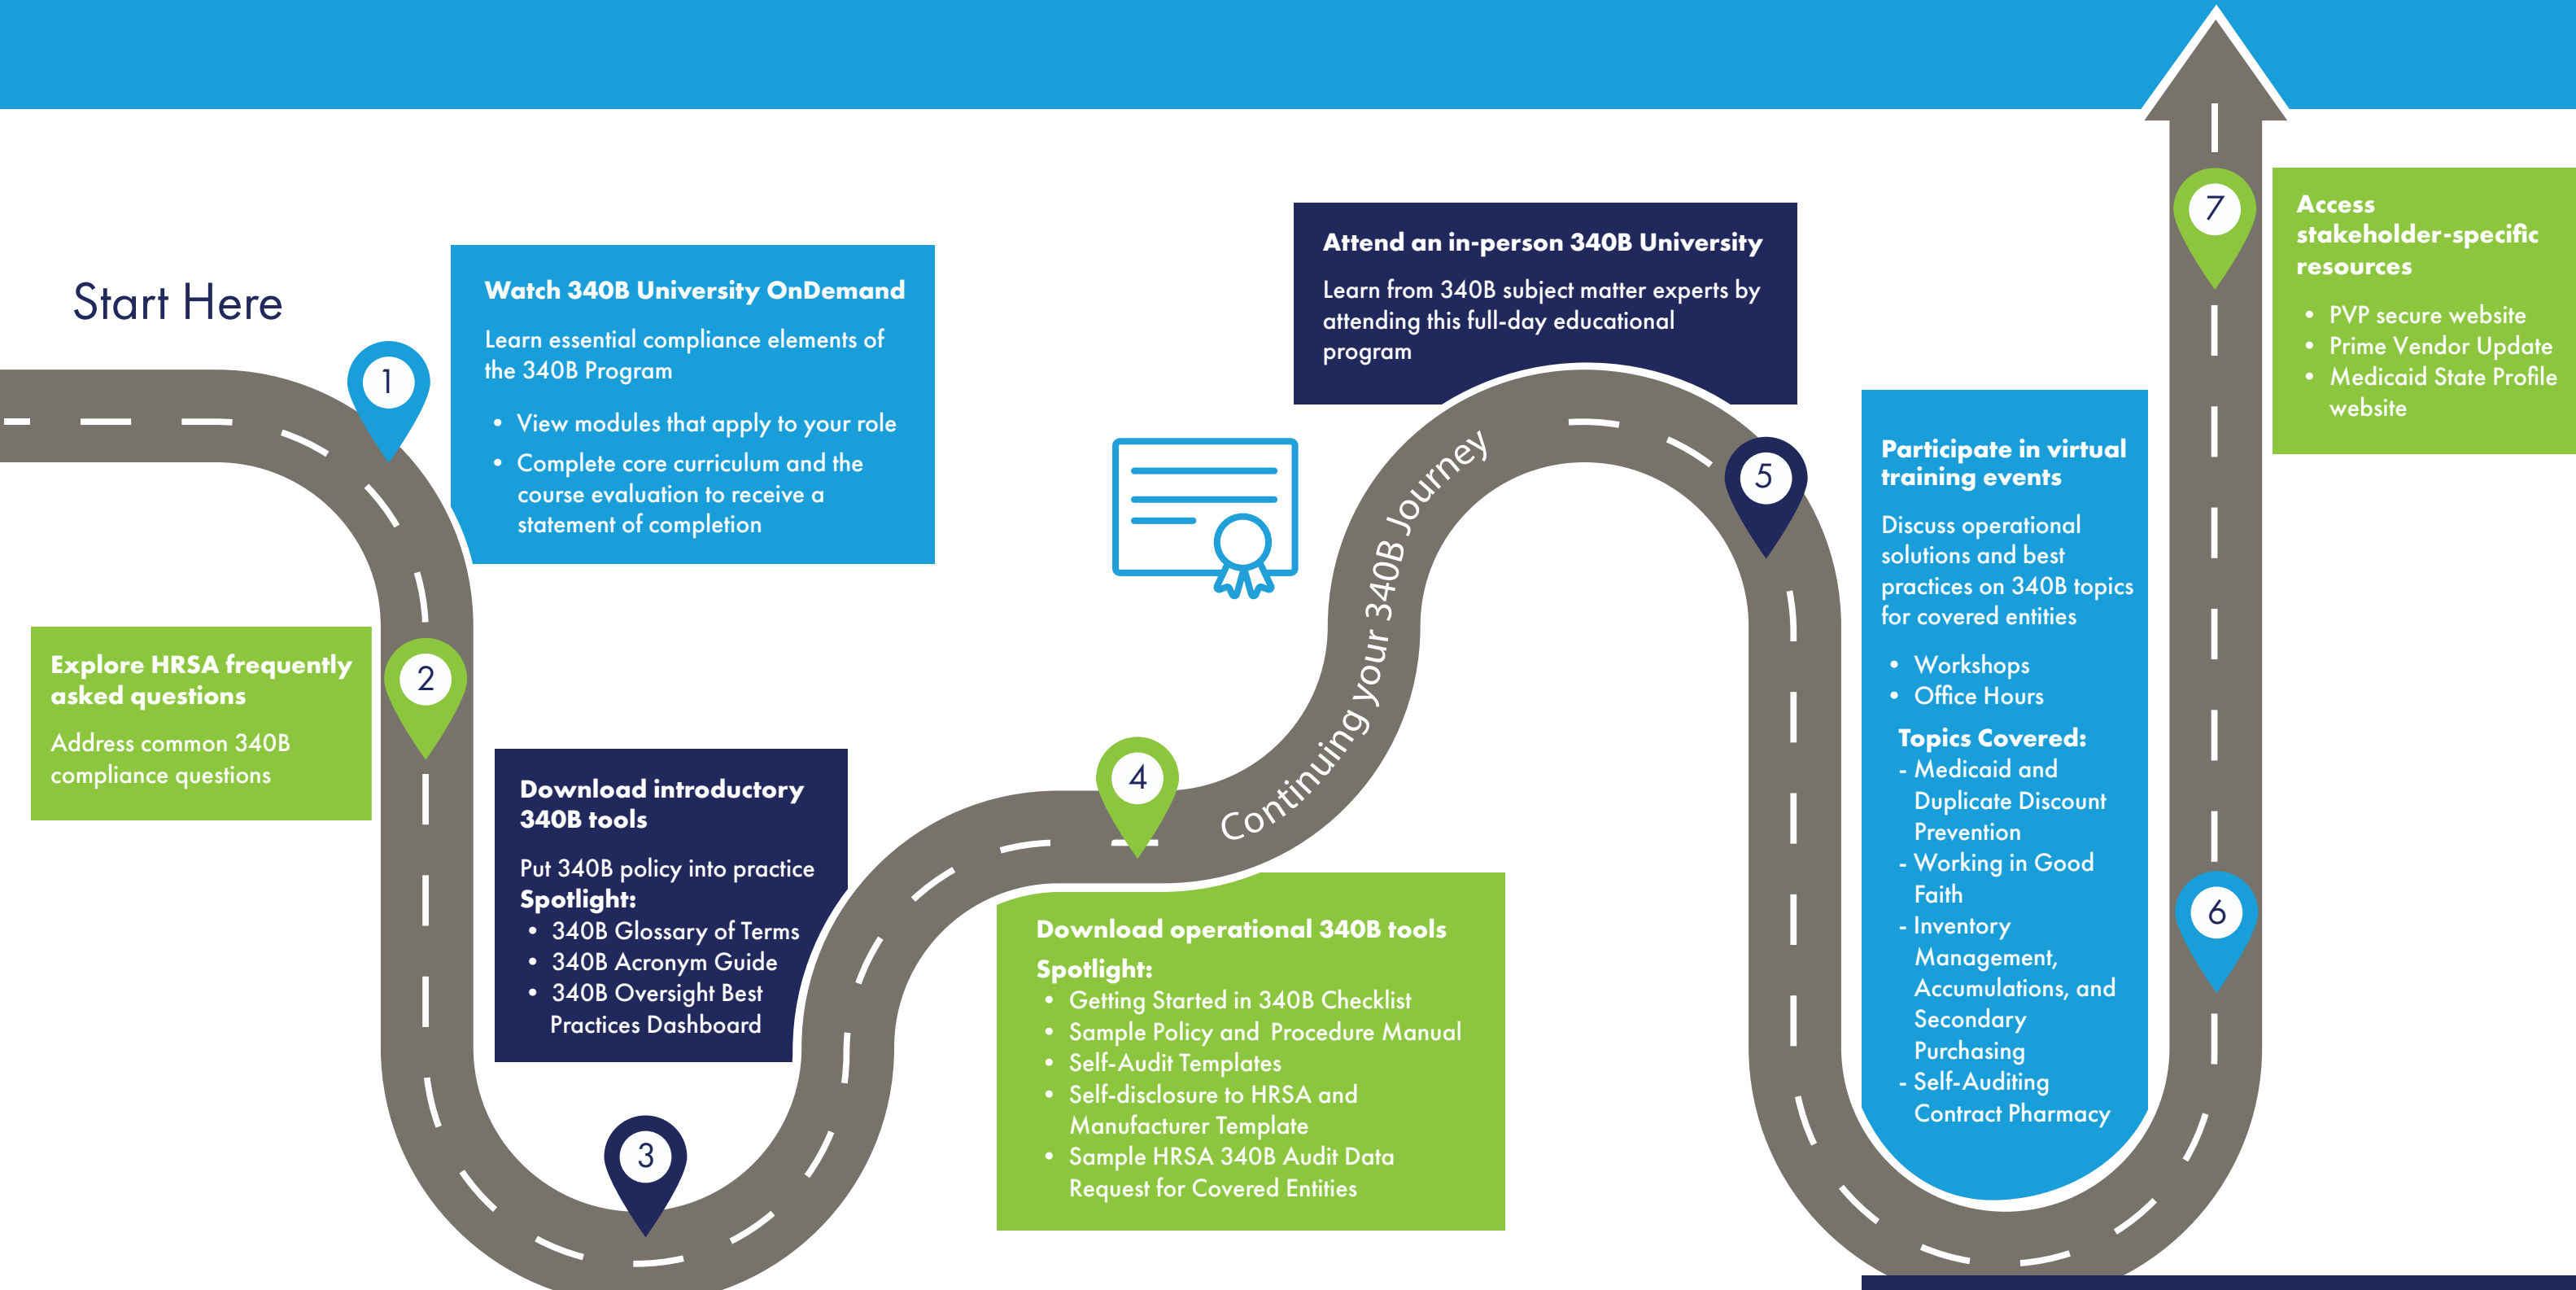 Start Here
1
Watch 340B University OnDemand
Learn essential compliance elements of
the 340B Program
• View modules that apply to your role
• Complete core curriculum and the
course evaluation to receive a
statement of completion
2
Explore HRSA frequently
asked questions
Address common 340B
compliance questions
3
Download introductory
340B tools
Put 340B policy into practice
Spotlight:
• 340B Glossary of Terms
• 340B Acronym Guide
• 340B Oversight Best
Practices Dashboard
4
Download operational 340B tools
Spotlight:
• Getting Started in 340B Checklist
• Sample Policy and Procedure Manual
• Self-Audit Templates
• Self-disclosure to HRSA and
Manufacturer Template
• Sample HRSA 340B Audit Data
Request for Covered Entities
Continuing your 340B Journey
5
Attend an in-person 340B University
Learn from 340B subject matter experts by
attending this full-day educational
program
6
Participate in virtual
training events
Discuss operational
solutions and best
practices on 340B topics
for covered entities
• Workshops
• Office Hours
Topics Covered:
- Medicaid and
Duplicate Discount
Prevention
- Working in Good
Faith
- Inventory
Management,
Accumulations, and
Secondary
Purchasing
- Self-Auditing
Contract Pharmacy
7
Access
stakeholder-specific
resources
• PVP secure website
• Prime Vendor Update
• Medicaid State Profile
website